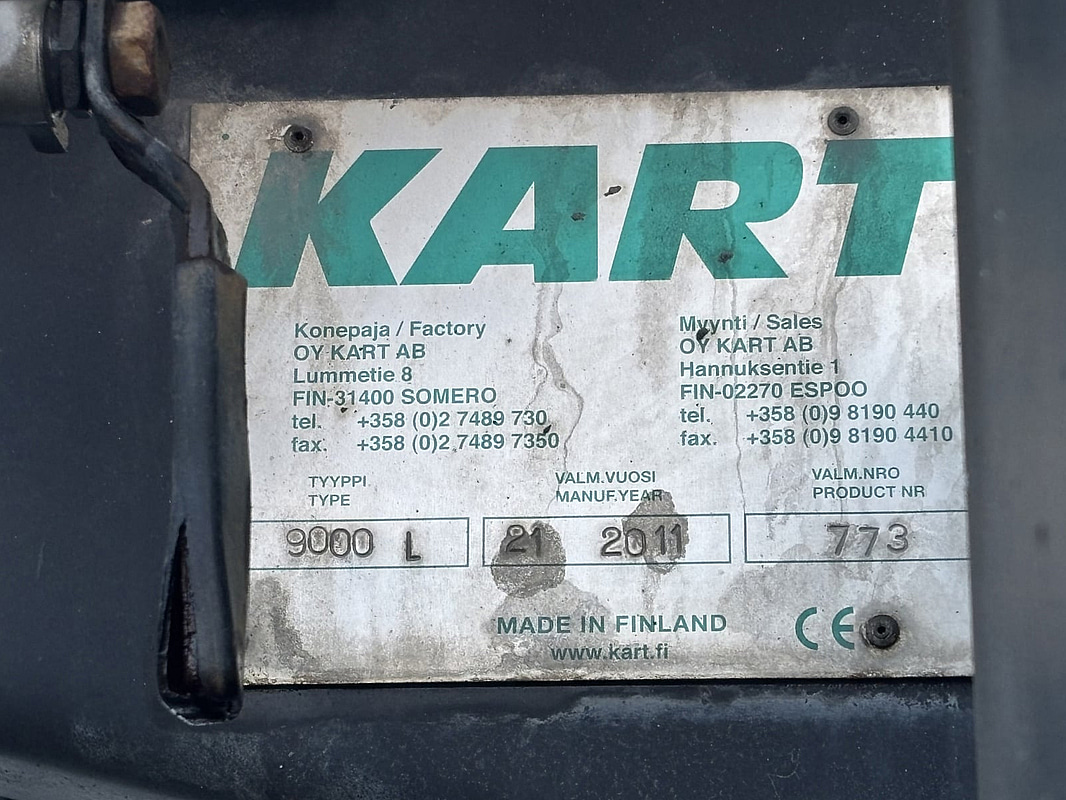 KART
Konepaja / Factory
OY KART AB
Lummetie 8
FIN-31400 SOMERO
tel. +358 (0)2 7489 730
fax. +358 (0)2 7489 7350
Myynti / Sales
OY KART AB
Hannuksentie 1
FIN-02270 ESPOO
tel. +358 (0)9 8190 440
fax. +358 (0)9 8190 4410
TYYPPI
TYPE
9000 L
VALM.VUOSI
MANUF.YEAR
21 2011
VALM.NRO
PRODUCT NR
773
MADE IN FINLAND
www.kart.fi
CE